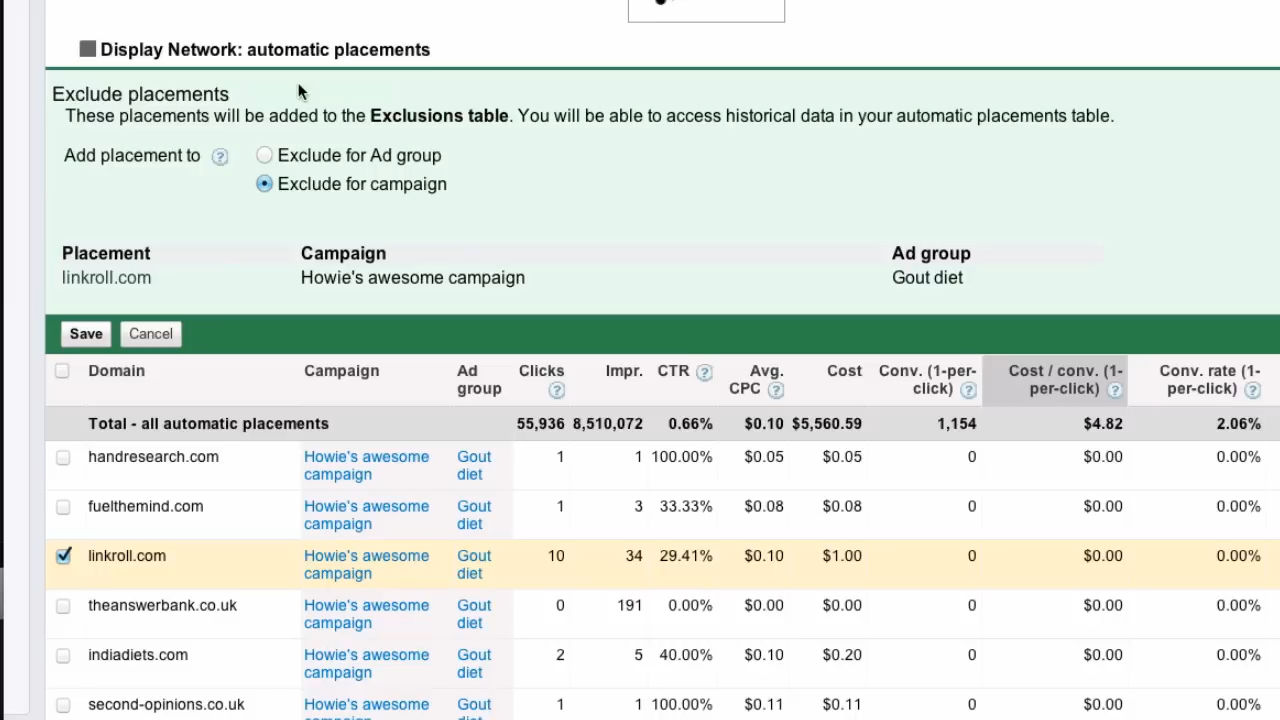 Display Network: automatic placements
Exclude placements
These placements will be added to the Exclusions table. You will be able to access historical data in your automatic placements table.
Add placement to ? Exclude for Ad group
Exclude for campaign
Placement Campaign Ad group
linkroll.com Howie's awesome campaign Gout diet
Save Cancel
Domain Campaign Ad group Clicks ? Impr. CTR ? Avg. CPC ? Cost Conv. (1-per-click) ? Cost / conv. (1-per-click) ? Conv. rate (1-per-click) ?
Total - all automatic placements 55,936 8,510,072 0.66% $0.10 $5,560.59 1,154 $4.82 2.06%
handresearch.com Howie's awesome campaign Gout diet 1 1 100.00% $0.05 $0.05 0 $0.00 0.00%
fuelthemind.com Howie's awesome campaign Gout diet 1 3 33.33% $0.08 $0.08 0 $0.00 0.00%
linkroll.com Howie's awesome campaign Gout diet 10 34 29.41% $0.10 $1.00 0 $0.00 0.00%
theanswerbank.co.uk Howie's awesome campaign Gout diet 0 191 0.00% $0.00 $0.00 0 $0.00 0.00%
indiadiets.com Howie's awesome campaign Gout diet 2 5 40.00% $0.10 $0.20 0 $0.00 0.00%
second-opinions.co.uk Howie's awesome Gout 1 1 100.00% $0.11 $0.11 0 $0.00 0.00%